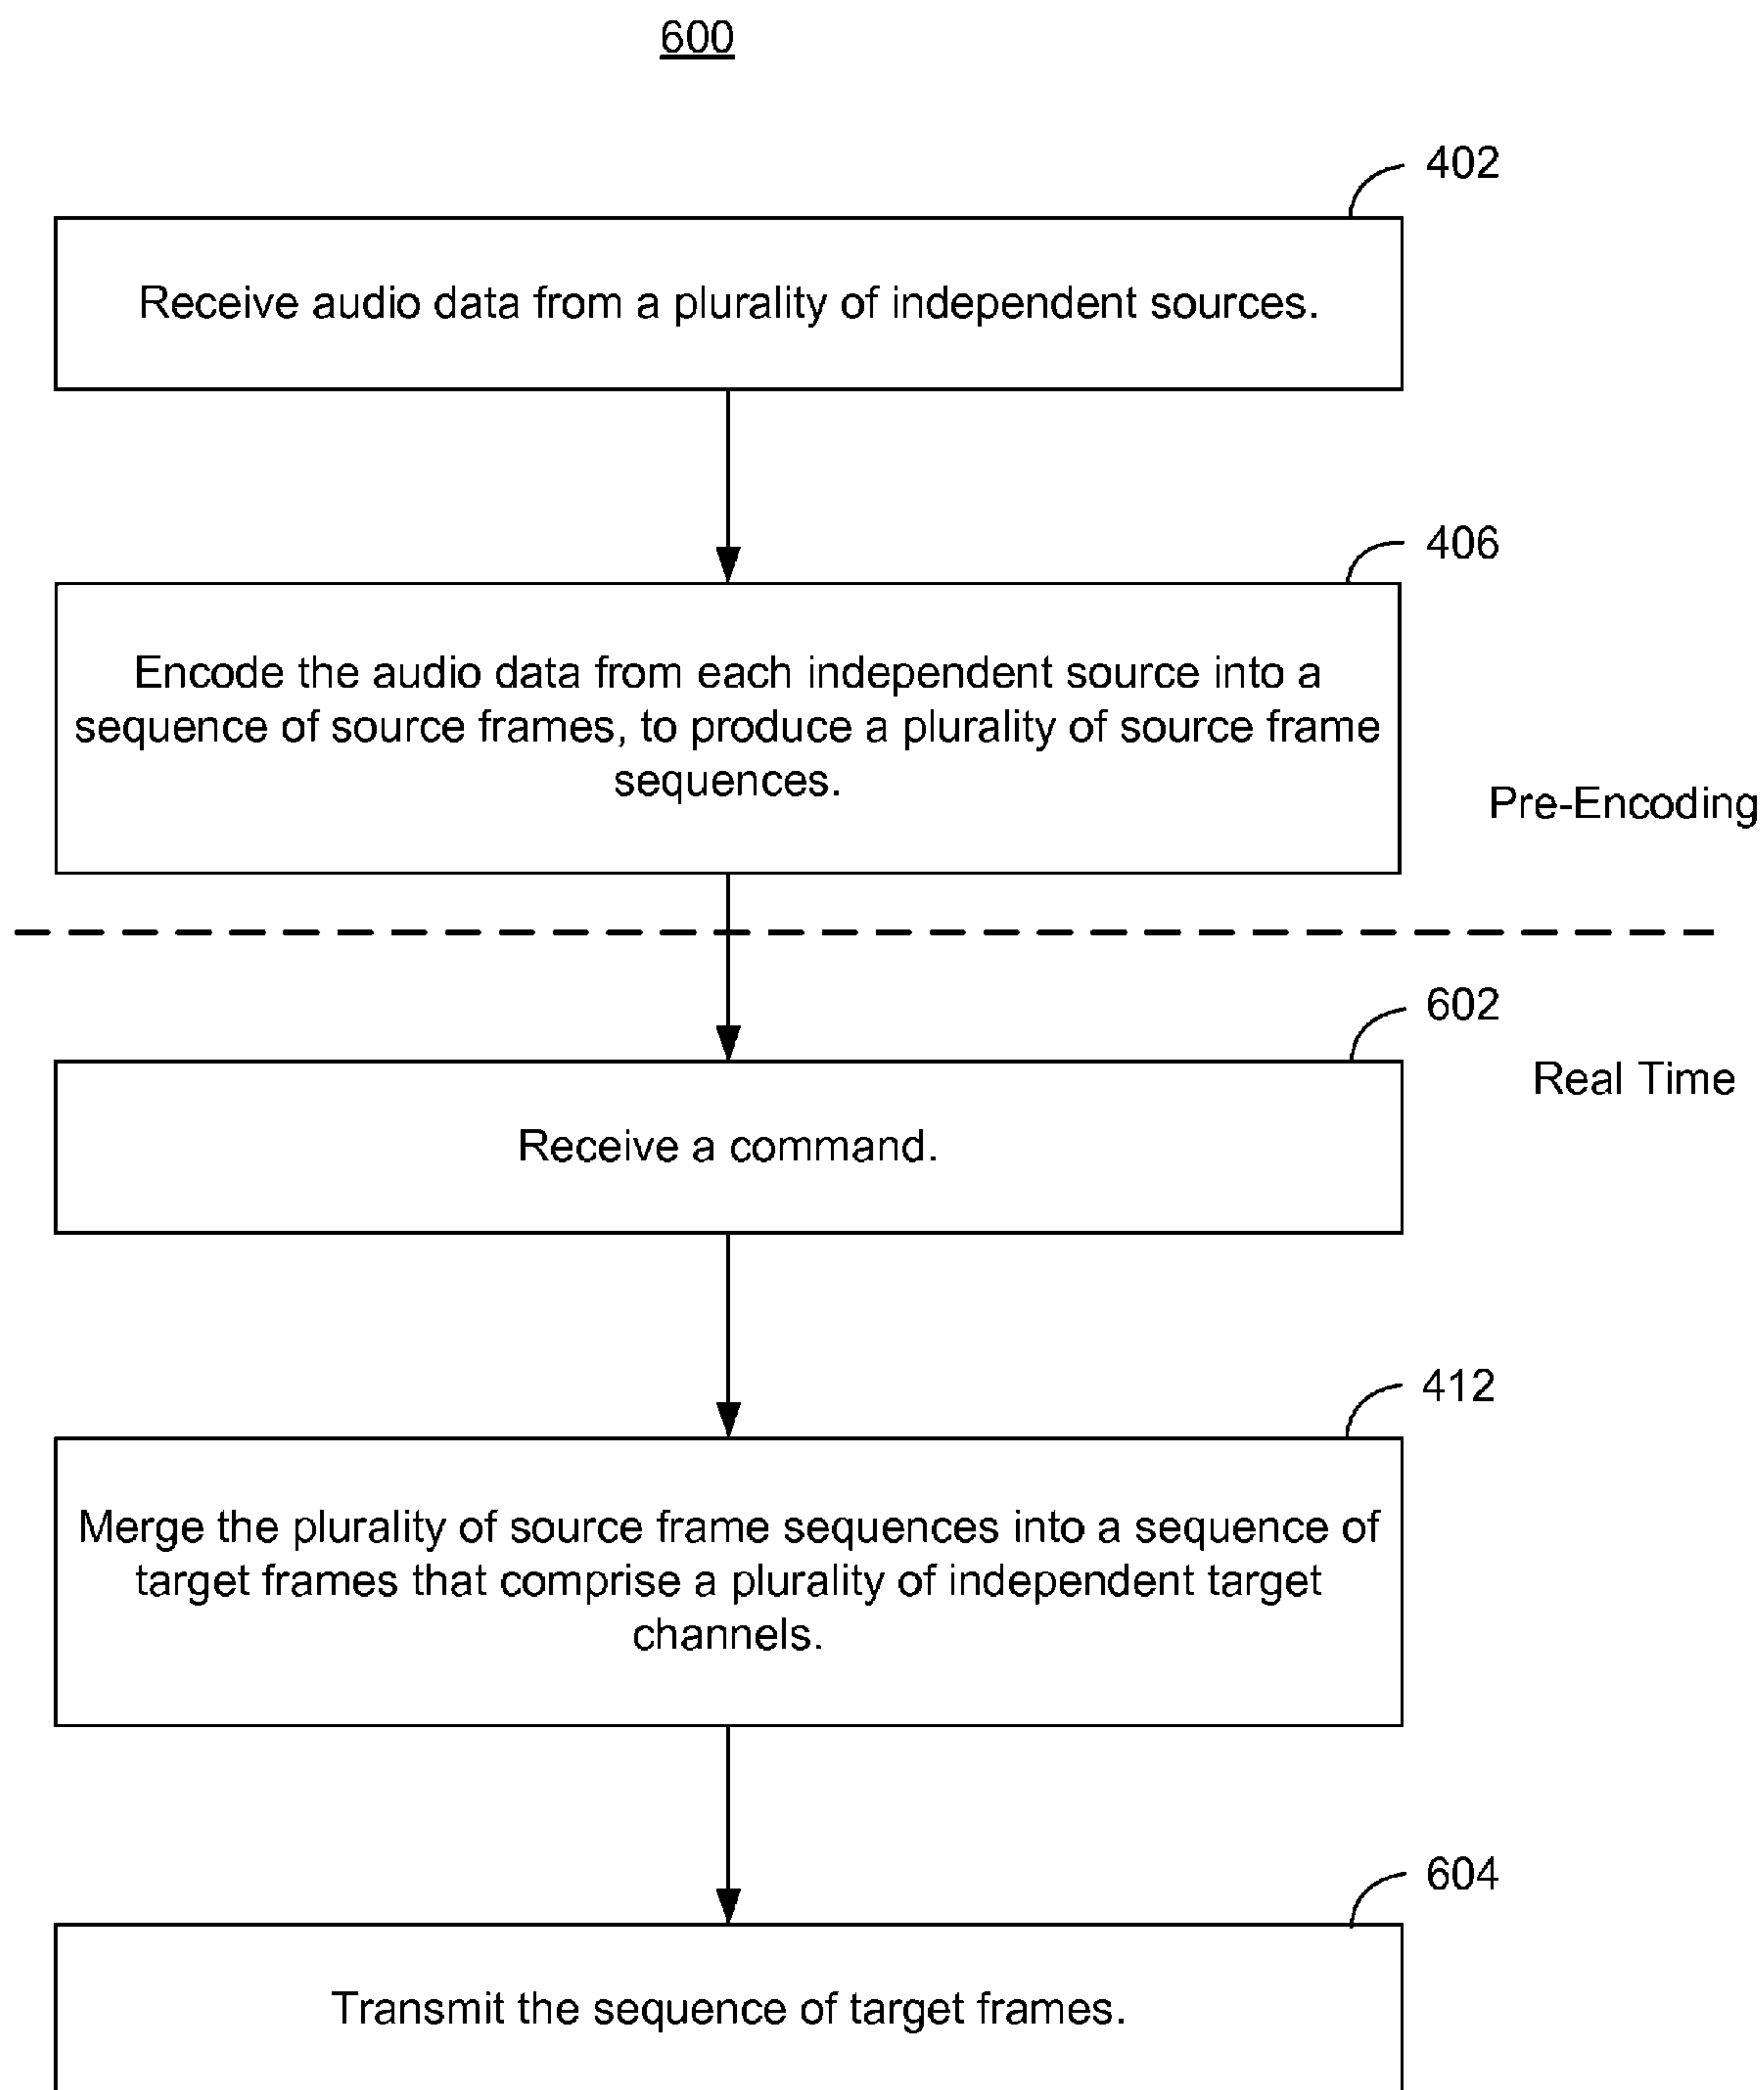 600
402
Receive audio data from a plurality of independent sources.
406
Encode the audio data from each independent source into a
sequence of source frames, to produce a plurality of source frame
sequences.
Pre-Encoding
602
Real Time
Receive a command.
412
Merge the plurality of source frame sequences into a sequence of
target frames that comprise a plurality of independent target
channels.
604
Transmit the sequence of target frames.